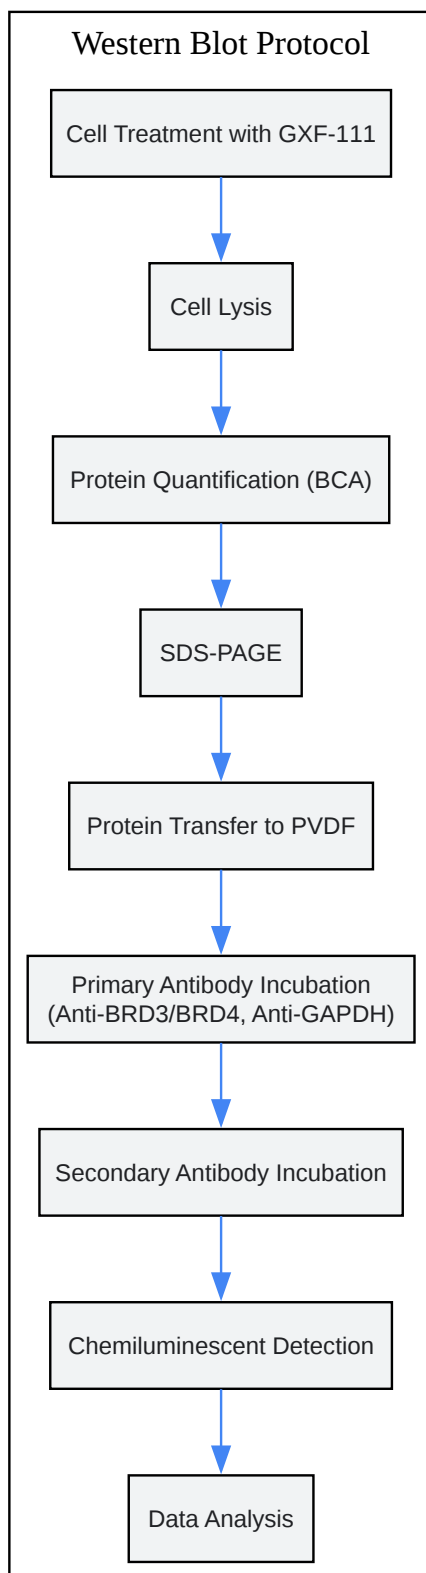 Western Blot Protocol
Cell Treatment with GXF-111
Cell Lysis
Protein Quantification (BCA)
SDS-PAGE
Protein Transfer to PVDF
Primary Antibody Incubation
(Anti-BRD3/BRD4, Anti-GAPDH)
Secondary Antibody Incubation
Chemiluminescent Detection
Data Analysis